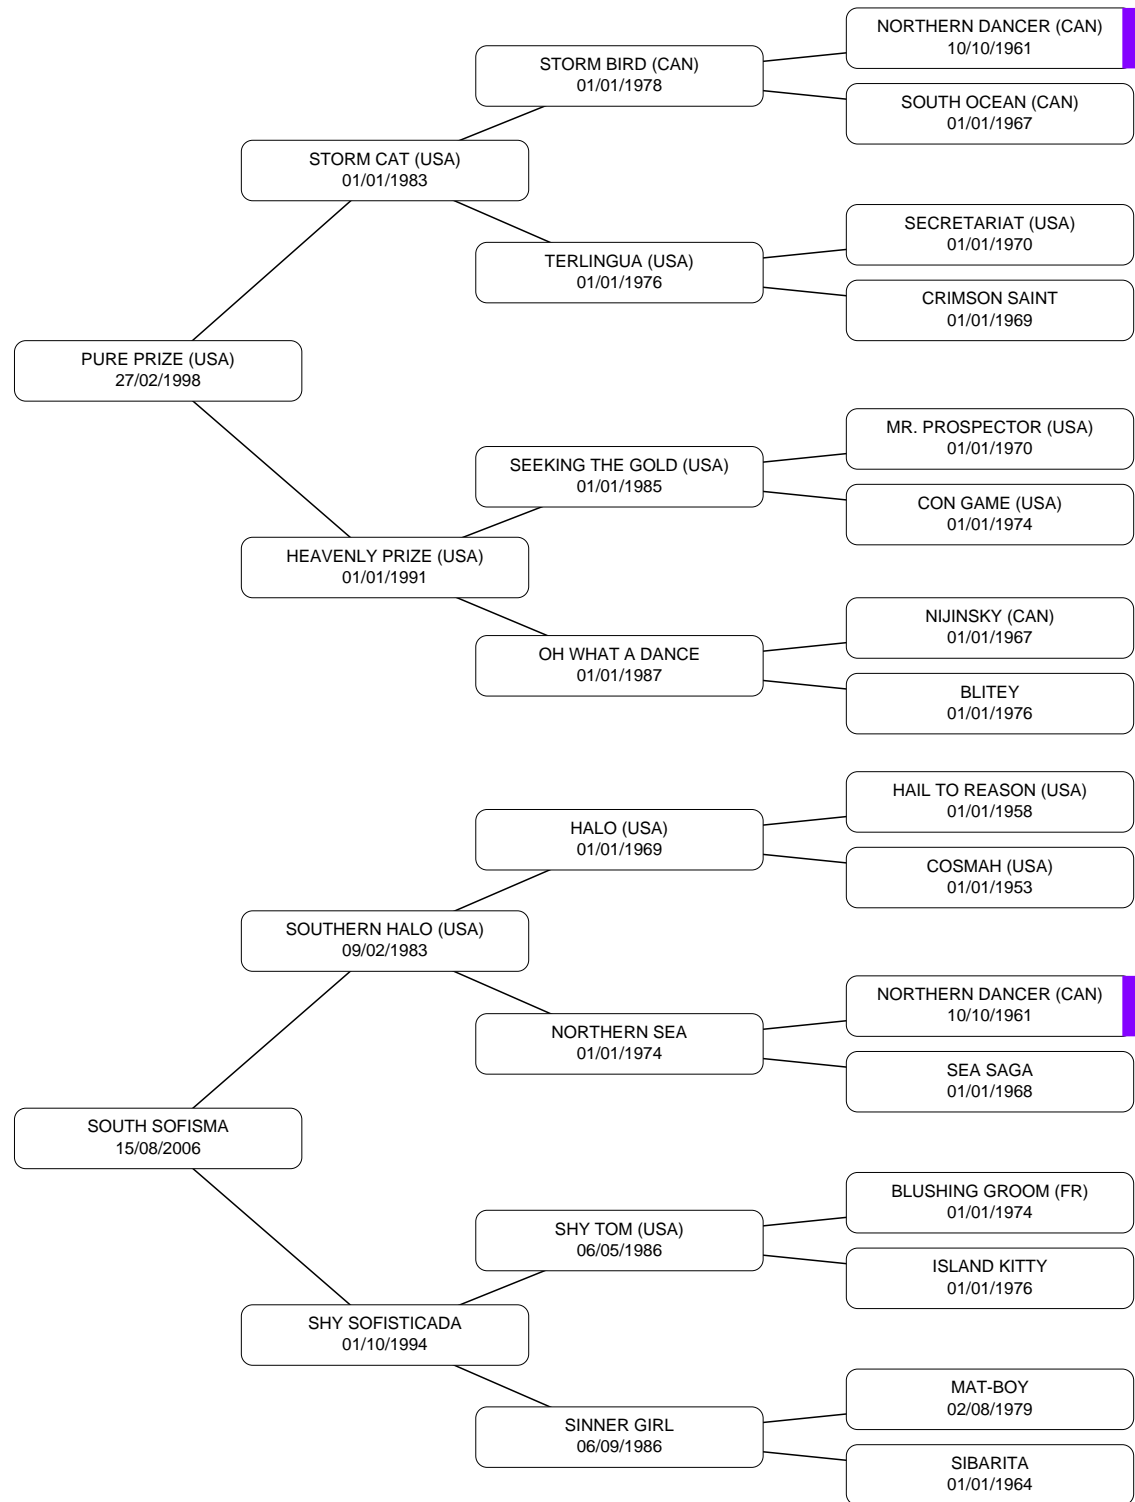 NORTHERN DANCER (CAN)
10/10/1961
STORM BIRD (CAN)
01/01/1978
SOUTH OCEAN (CAN)
01/01/1967
STORM CAT (USA)
01/01/1983
SECRETARIAT (USA)
01/01/1970
TERLINGUA (USA)
01/01/1976
CRIMSON SAINT
01/01/1969
PURE PRIZE (USA)
27/02/1998
MR. PROSPECTOR (USA)
01/01/1970
SEEKING THE GOLD (USA)
01/01/1985
CON GAME (USA)
01/01/1974
HEAVENLY PRIZE (USA)
01/01/1991
NIJINSKY (CAN)
01/01/1967
OH WHAT A DANCE
01/01/1987
BLITEY
01/01/1976
HAIL TO REASON (USA)
01/01/1958
HALO (USA)
01/01/1969
COSMAH (USA)
01/01/1953
SOUTHERN HALO (USA)
09/02/1983
NORTHERN DANCER (CAN)
10/10/1961
NORTHERN SEA
01/01/1974
SEA SAGA
01/01/1968
SOUTH SOFISMA
15/08/2006
BLUSHING GROOM (FR)
01/01/1974
SHY TOM (USA)
06/05/1986
ISLAND KITTY
01/01/1976
SHY SOFISTICADA
01/10/1994
MAT-BOY
02/08/1979
SINNER GIRL
06/09/1986
SIBARITA
01/01/1964